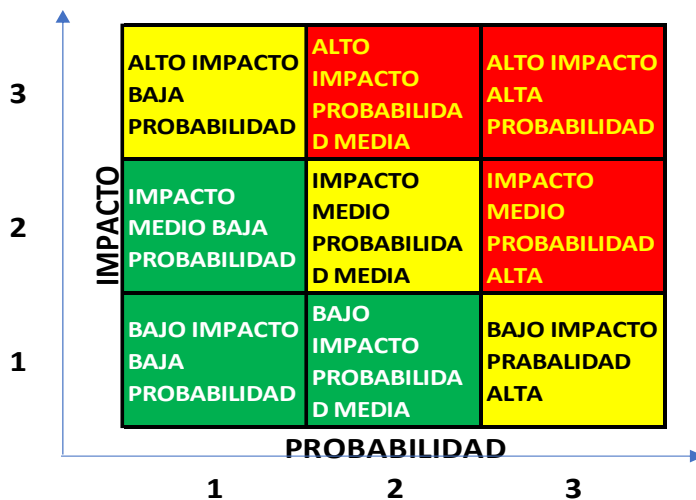 3
ALTO IMPACTO
BAJA
PROBABILIDAD
ALTO
IMPACTO
PROBABILIDA
D MEDIA
ALTO IMPACTO
ALTA
PROBABILIDAD
IMPACTO
2
IMPACTO
MEDIO BAJA
PROBABILIDAD
IMPACTO
MEDIO
PROBABILIDA
D MEDIA
IMPACTO
MEDIO
PROBABILIDAD
ALTA
1
BAJO IMPACTO
BAJA
PROBABILIDAD
BAJO
IMPACTO
PROBABILIDA
D MEDIA
BAJO IMPACTO
PRABALIDAD
ALTA
PROBABILIDAD
1 2 3